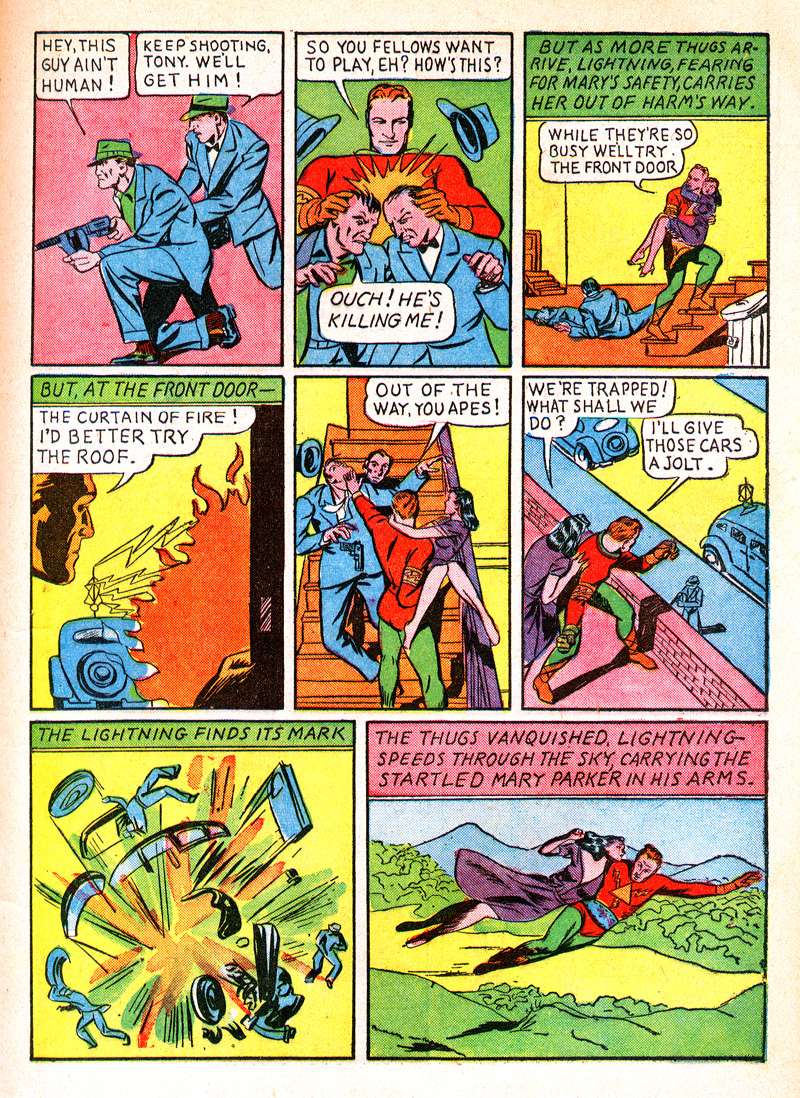 HEY, THIS
GUY AIN'T
HUMAN!
KEEP SHOOTING,
TONY. WE'LL
GET HIM!
SO YOU FELLOWS WANT
TO PLAY, EH? HOW'S THIS?
OUCH! HE'S
KILLING ME!
BUT AS MORE THUGS AR-
RIVE, LIGHTNING, FEARING
FOR MARY'S SAFETY, CARRIES
HER OUT OF HARM'S WAY.
WHILE THEY'RE SO
BUSY WE'LL TRY
THE FRONT DOOR
BUT, AT THE FRONT DOOR—
THE CURTAIN OF FIRE!
I'D BETTER TRY
THE ROOF.
OUT OF THE
WAY, YOU APES!
WE'RE TRAPPED!
WHAT SHALL WE
DO?
I'LL GIVE
THOSE CARS
A JOLT.
THE LIGHTNING FINDS ITS MARK
THE THUGS VANQUISHED, LIGHTNING—
SPEEDS THROUGH THE SKY, CARRYING THE
STARTLED MARY PARKER IN HIS ARMS.